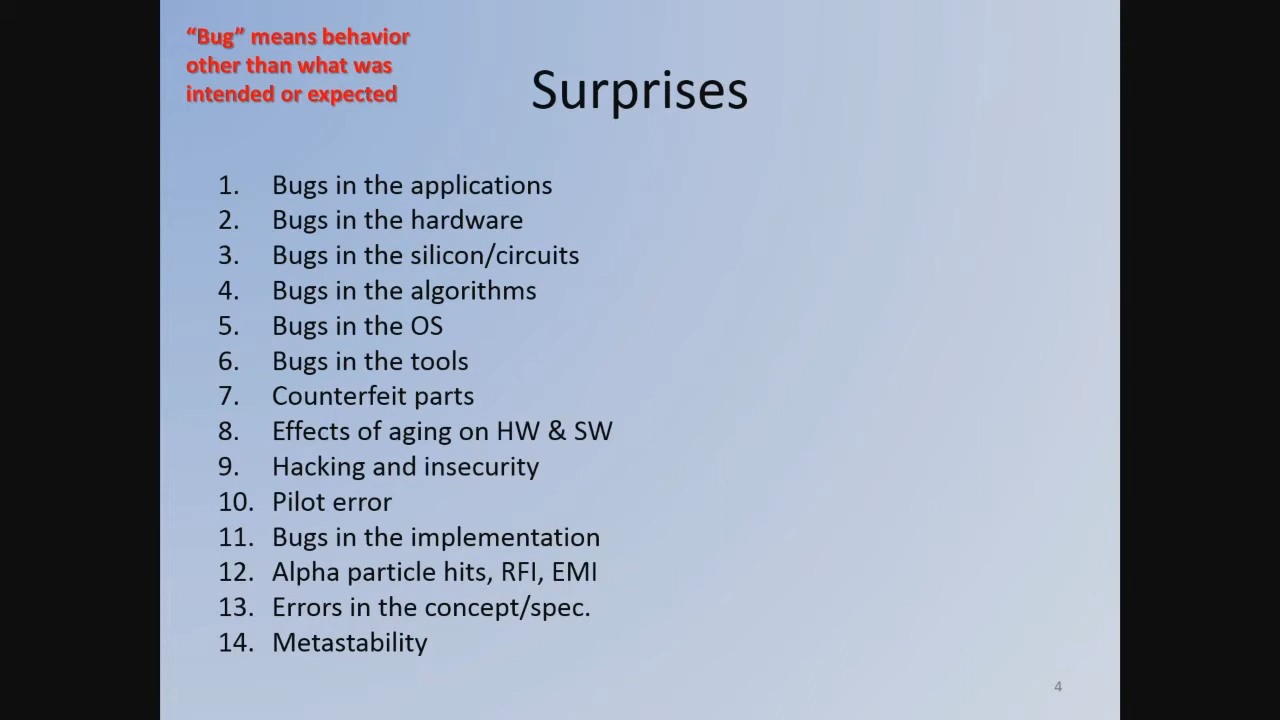 “Bug” means behavior
other than what was
intended or expected
Surprises
1. Bugs in the applications
2. Bugs in the hardware
3. Bugs in the silicon/circuits
4. Bugs in the algorithms
5. Bugs in the OS
6. Bugs in the tools
7. Counterfeit parts
8. Effects of aging on HW & SW
9. Hacking and insecurity
10. Pilot error
11. Bugs in the implementation
12. Alpha particle hits, RFI, EMI
13. Errors in the concept/spec.
14. Metastability
4